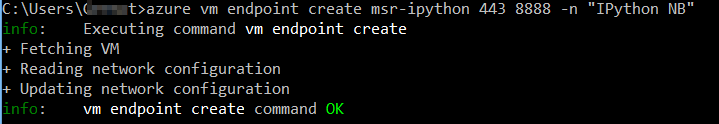 C:\Users\C t>azure vm endpoint create msr-ipython 443 8888 -n "IPython NB"
info: Executing command vm endpoint create
+ Fetching VM
+ Reading network configuration
+ Updating network configuration
info: vm endpoint create command OK